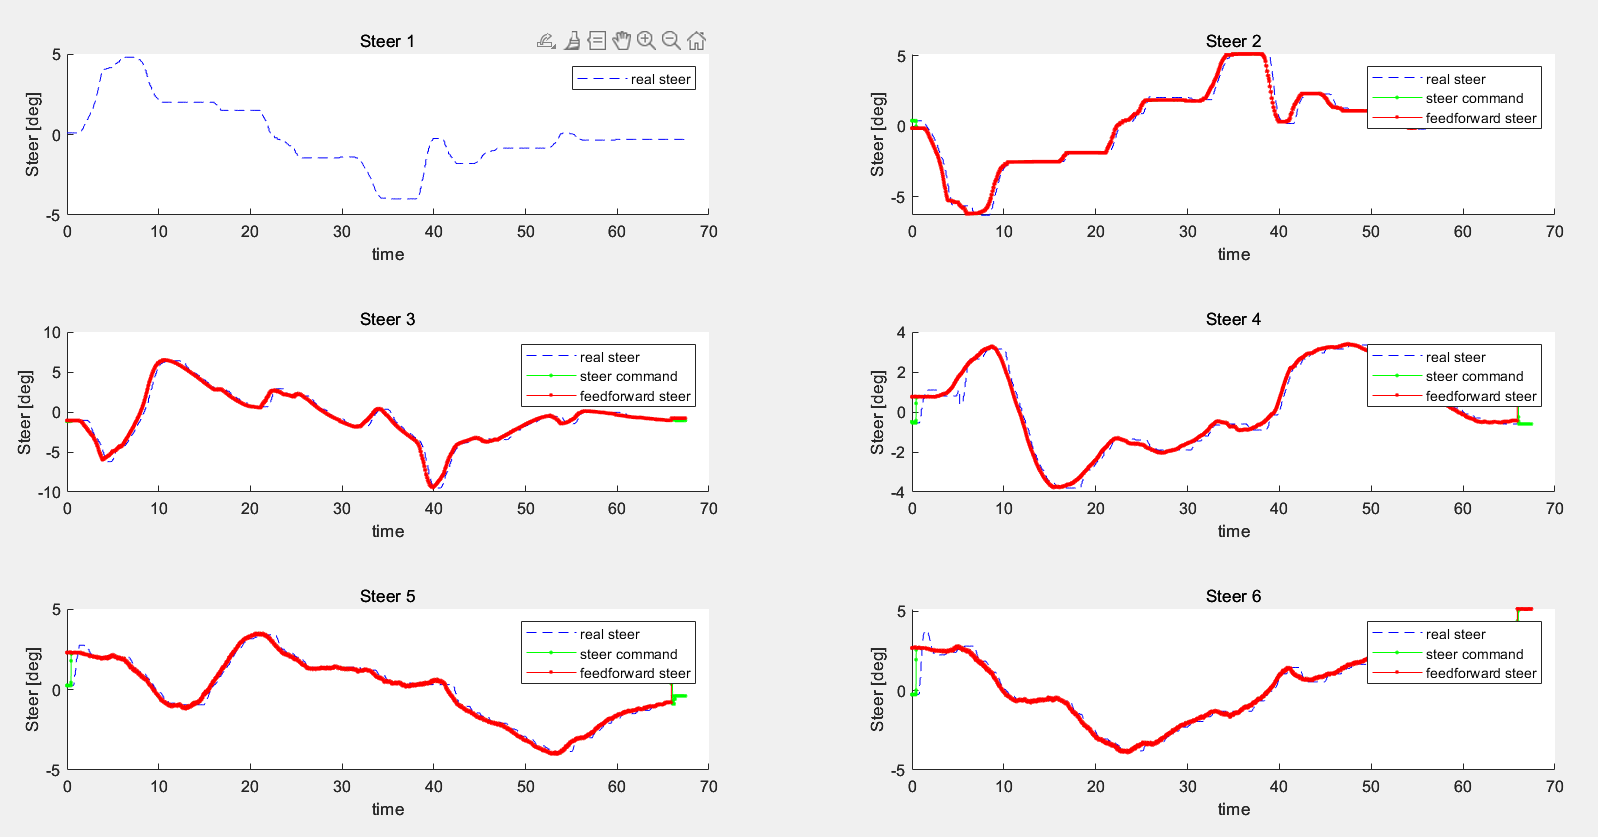 Steer 1
Steer [deg]
5
0
-5
0 10 20 30 40 50 60 70
time
real steer
Steer 2
Steer [deg]
5
0
-5
0 10 20 30 40 50 60 70
time
real steer
steer command
feedforward steer
Steer 3
Steer [deg]
10
5
0
-5
-10
0 10 20 30 40 50 60 70
time
real steer
steer command
feedforward steer
Steer 4
Steer [deg]
4
2
0
-2
-4
0 10 20 30 40 50 60 70
time
real steer
steer command
feedforward steer
Steer 5
Steer [deg]
5
0
-5
0 10 20 30 40 50 60 70
time
real steer
steer command
feedforward steer
Steer 6
Steer [deg]
5
0
-5
0 10 20 30 40 50 60 70
time
real steer
steer command
feedforward steer